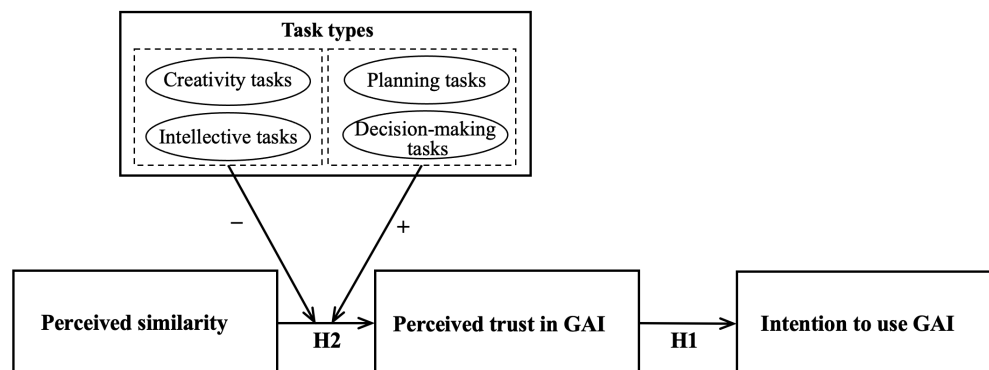 Task types
Creativity tasks
Planning tasks
Intellective tasks
Decision-making
tasks
−
+
Perceived similarity
H2
Perceived trust in GAI
H1
Intention to use GAI